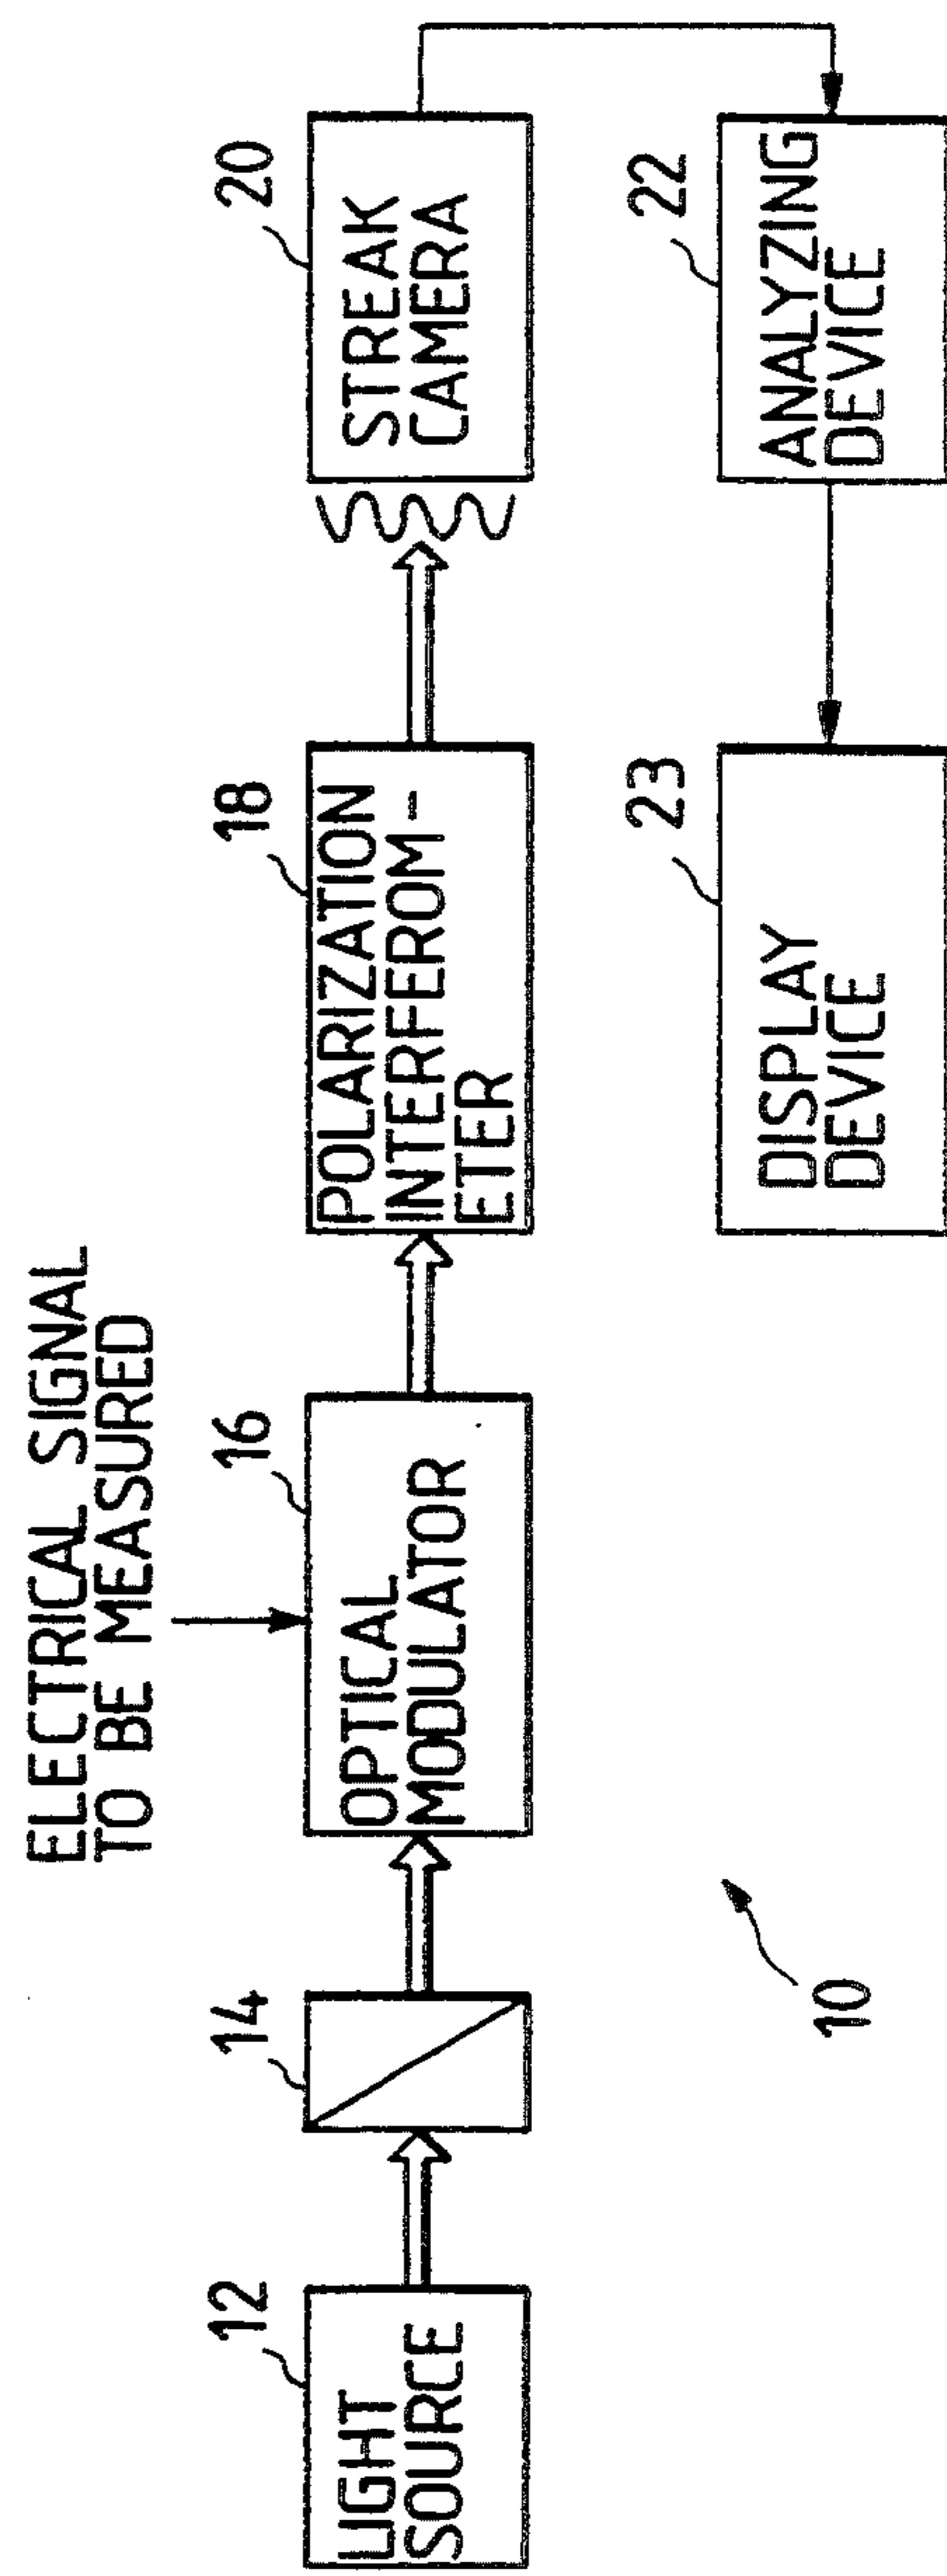 ELECTRICAL SIGNAL
TO BE MEASURED
12
14
16
18
20
LIGHT
SOURCE
OPTICAL
MODULATOR
POLARIZATION
INTERFEROM-
ETER
STREAK
CAMERA
10
23
22
DISPLAY
DEVICE
ANALYZING
DEVICE